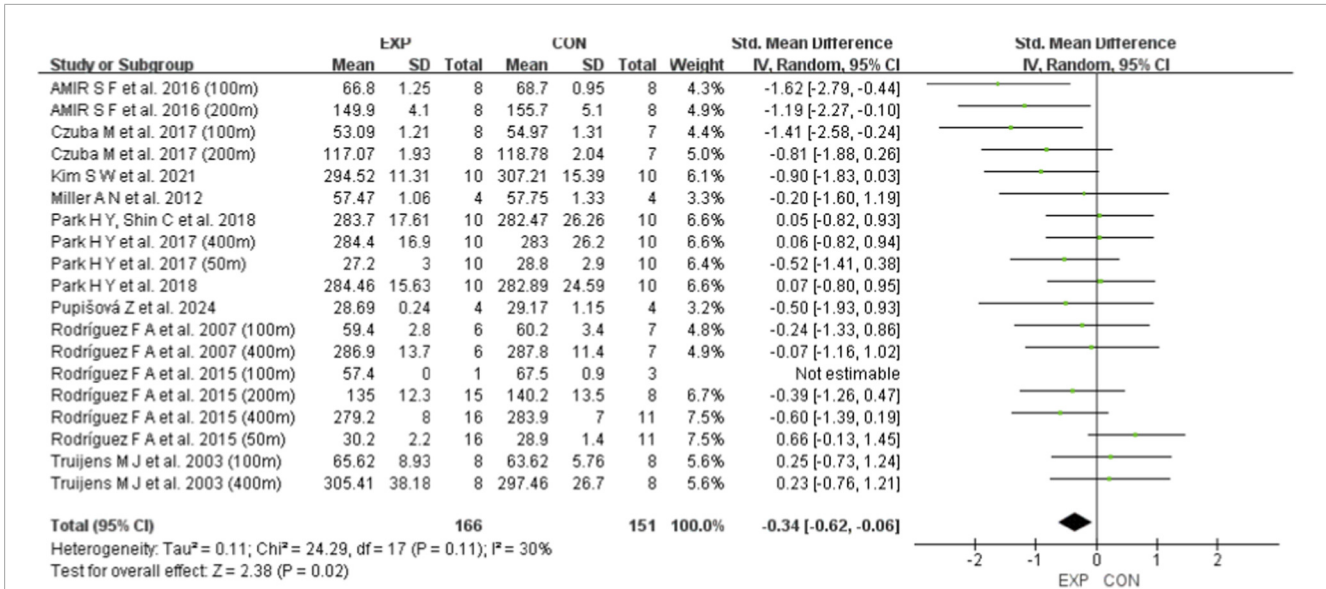 EXP CON Std. Mean Difference Std. Mean Difference
Study or Subgroup Mean SD Total Mean SD Total Weight IV, Random, 95% CI IV, Random, 95% CI
AMIR S F et al. 2016 (100m) 66.8 1.25 8 68.7 0.95 8 4.3% -1.62 [-2.79, -0.44]
AMIR S F et al. 2016 (200m) 149.9 4.1 8 155.7 5.1 8 4.9% -1.19 [-2.27, -0.10]
Czuba M et al. 2017 (100m) 53.09 1.21 8 54.97 1.31 7 4.4% -1.41 [-2.58, -0.24]
Czuba M et al. 2017 (200m) 117.07 1.93 8 118.78 2.04 7 5.0% -0.81 [-1.88, 0.26]
Kim S W et al. 2021 294.52 11.31 10 307.21 15.39 10 6.1% -0.90 [-1.83, 0.03]
Miller A N et al. 2012 57.47 1.06 4 57.75 1.33 4 3.3% -0.20 [-1.60, 1.19]
Park H Y, Shin C et al. 2018 283.7 17.61 10 282.47 26.26 10 6.6% 0.05 [-0.82, 0.93]
Park H Y et al. 2017 (400m) 284.4 16.9 10 283 26.2 10 6.6% 0.06 [-0.82, 0.94]
Park H Y et al. 2017 (50m) 27.2 3 10 28.8 2.9 10 6.4% -0.52 [-1.41, 0.38]
Park H Y et al. 2018 284.46 15.63 10 282.89 24.59 10 6.6% 0.07 [-0.80, 0.95]
Pupišová Z et al. 2024 28.69 0.24 4 29.17 1.15 4 3.2% -0.50 [-1.93, 0.93]
Rodríguez F A et al. 2007 (100m) 59.4 2.8 6 60.2 3.4 7 4.8% -0.24 [-1.33, 0.86]
Rodríguez F A et al. 2007 (400m) 286.9 13.7 6 287.8 11.4 7 4.9% -0.07 [-1.16, 1.02]
Rodríguez F A et al. 2015 (100m) 57.4 0 1 67.5 0.9 3 Not estimable
Rodríguez F A et al. 2015 (200m) 135 12.3 15 140.2 13.5 8 6.7% -0.39 [-1.26, 0.47]
Rodríguez F A et al. 2015 (400m) 279.2 8 16 283.9 7 11 7.5% -0.60 [-1.39, 0.19]
Rodríguez F A et al. 2015 (50m) 30.2 2.2 16 28.9 1.4 11 7.5% 0.66 [-0.13, 1.45]
Truijens M J et al. 2003 (100m) 65.62 8.93 8 63.62 5.76 8 5.6% 0.25 [-0.73, 1.24]
Truijens M J et al. 2003 (400m) 305.41 38.18 8 297.46 26.7 8 5.6% 0.23 [-0.76, 1.21]
Total (95% CI) 166 151 100.0% -0.34 [-0.62, -0.06]
Heterogeneity: Tau² = 0.11; Chi² = 24.29, df = 17 (P = 0.11); I² = 30%
Test for overall effect: Z = 2.38 (P = 0.02)
-2 -1 0 1 2
EXP CON